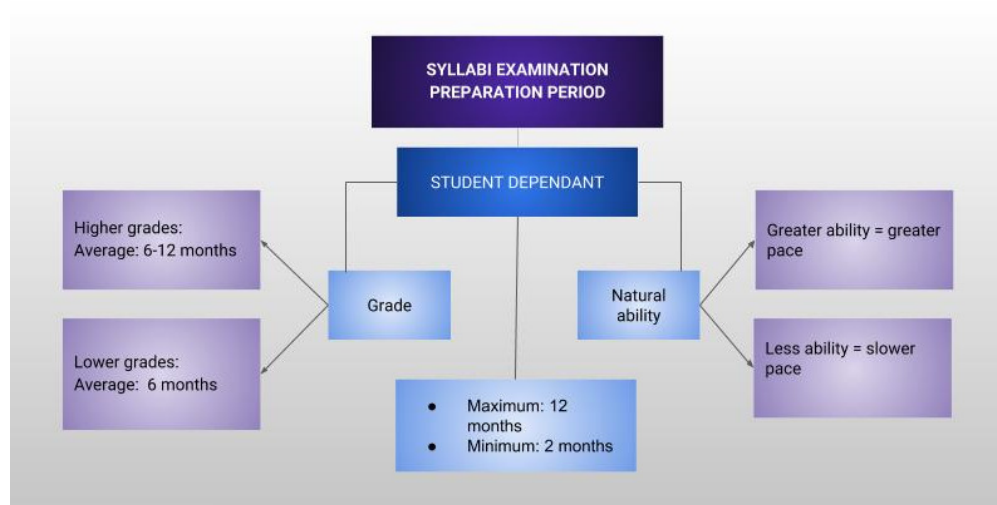 SYLLABI EXAMINATION
PREPARATION PERIOD
STUDENT DEPENDANT
Higher grades:
Average: 6-12 months
Grade
Lower grades:
Average:  6 months
● Maximum: 12
months
● Minimum: 2 months
Natural
ability
Greater ability = greater
pace
Less ability = slower
pace